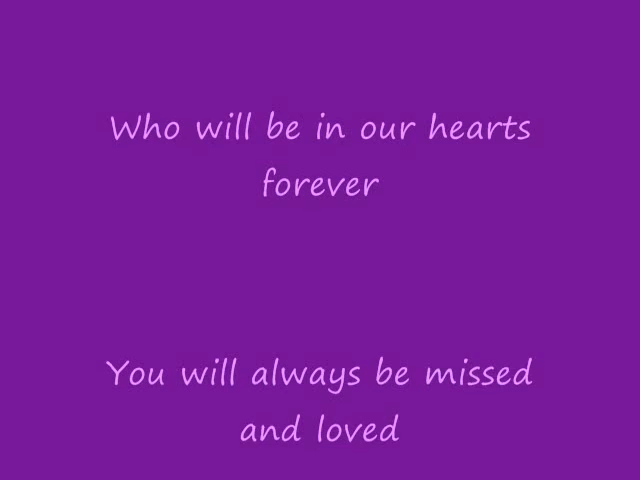 Who will be in our hearts
forever
You will always be missed
and loved